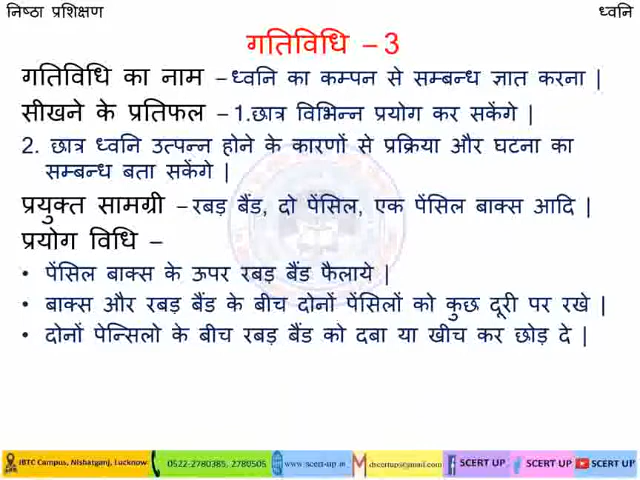 निष्ठा प्रशिक्षण
ध्वनि
गतिविधि – 3
गतिविधि का नाम – ध्वनि का कम्पन से सम्बन्ध ज्ञात करना |
सीखने के प्रतिफल – 1.छात्र विभिन्न प्रयोग कर सकेंगे |
2. छात्र ध्वनि उत्पन्न होने के कारणों से प्रक्रिया और घटना का
सम्बन्ध बता सकेंगे |
प्रयुक्त सामग्री – रबड़ बैंड, दो पेंसिल, एक पेंसिल बाक्स आदि |
प्रयोग विधि –
• पेंसिल बाक्स के ऊपर रबड़ बैंड फैलाये |
• बाक्स और रबड़ बैंड के बीच दोनों पेंसिलों को कुछ दूरी पर रखे |
• दोनों पेन्सिलो के बीच रबड़ बैंड को दबा या खीच कर छोड़ दे |
IBTC Campus, Nishatganj, Lucknow 0522-2780385, 2780505 www.scert-up.in dscertup@gmail.com SCERT UP SCERT UP SCERT UP